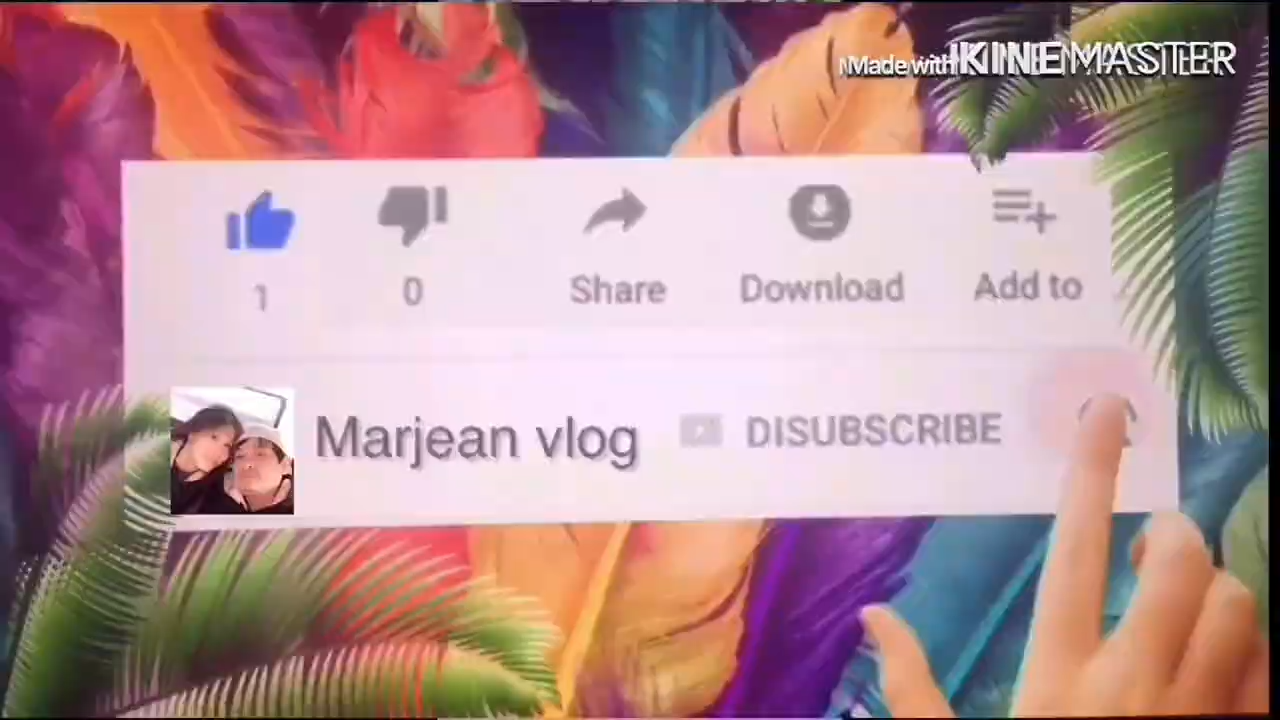 Made with KINEMASTER
1
0
Share
Download
Add to
Marjean vlog
DISUBSCRIBE